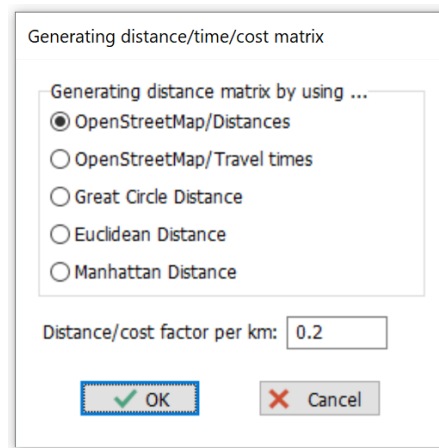 Generating distance/time/cost matrix
Generating distance matrix by using ...
OpenStreetMap/Distances
OpenStreetMap/Travel times
Great Circle Distance
Euclidean Distance
Manhattan Distance
Distance/cost factor per km: 0.2
OK Cancel